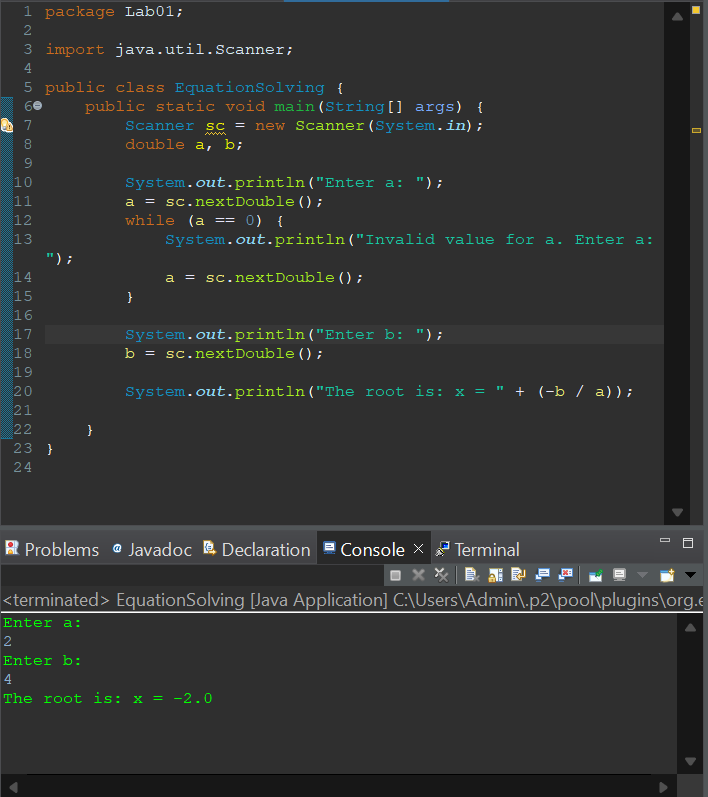 1 package Lab01;
2
3 import java.util.Scanner;
4
5 public class EquationSolving {
6 public static void main(String[] args) {
7 Scanner sc = new Scanner(System.in);
8 double a, b;
9
10 System.out.println("Enter a: ");
11 a = sc.nextDouble();
12 while (a == 0) {
13 System.out.println("Invalid value for a. Enter a:
");
14 a = sc.nextDouble();
15 }
16
17 System.out.println("Enter b: ");
18 b = sc.nextDouble();
19
20 System.out.println("The root is: x = " + (-b / a));
21
22 }
23 }
24
Problems @ Javadoc Declaration Console Terminal
<terminated> EquationSolving [Java Application] C:\Users\Admin\.p2\pool\plugins\org.e
Enter a:
2
Enter b:
4
The root is: x = -2.0